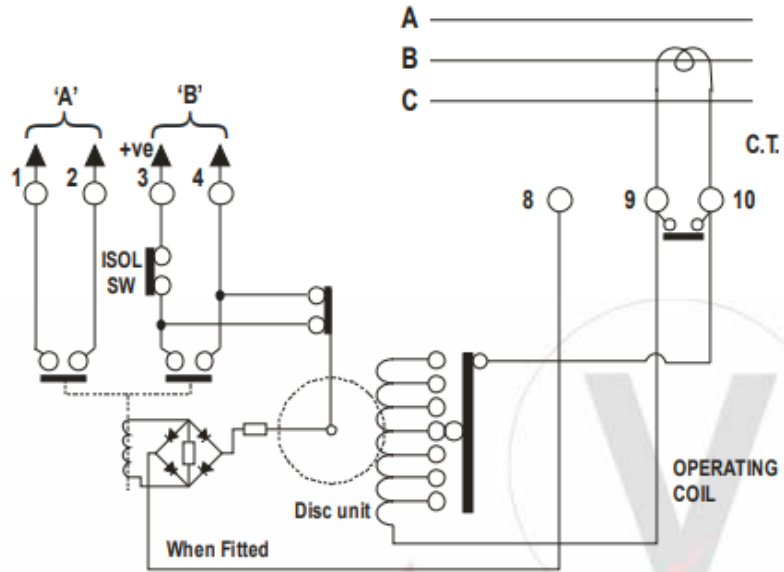 A
B
C
'A'
'B'
C.T.
+ve
1
2
3
4
8
9
10
ISOL
SW
OPERATING
COIL
Disc unit
When Fitted
V